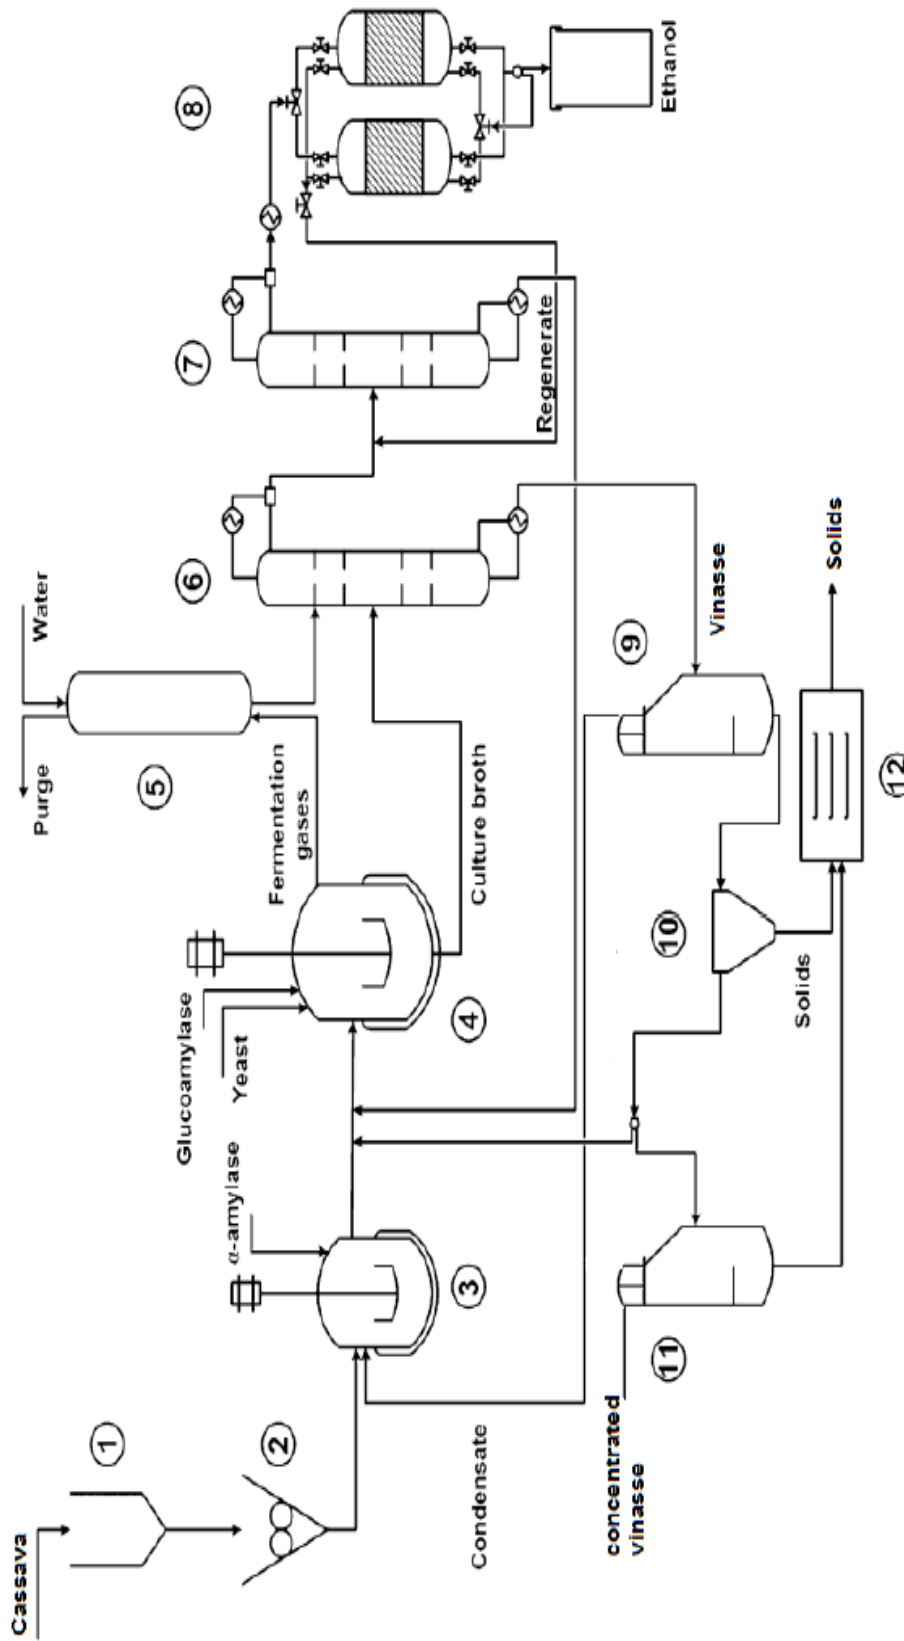 Cassava
1
2
α-amylase
3
Glucoamylase
Yeast
4
Fermentation
gases
Culture broth
Purge
Water
5
6
7
8
Regenerate
Ethanol
Condensate
concentrated
vinasse
11
10
Solids
9
Vinasse
12
Solids